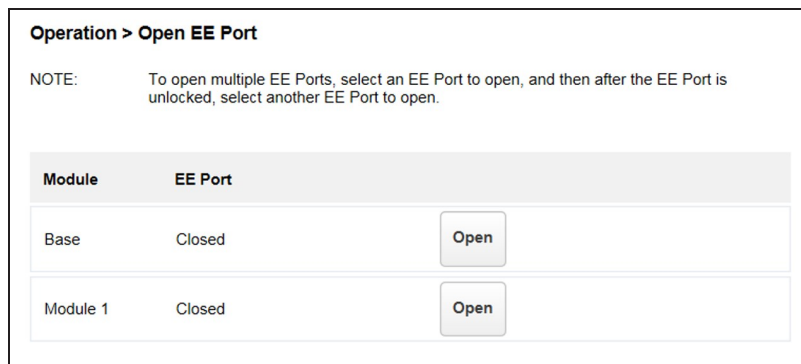 Operation > Open EE Port
NOTE: To open multiple EE Ports, select an EE Port to open, and then after the EE Port is
unlocked, select another EE Port to open.
Module EE Port
Base Closed Open
Module 1 Closed Open